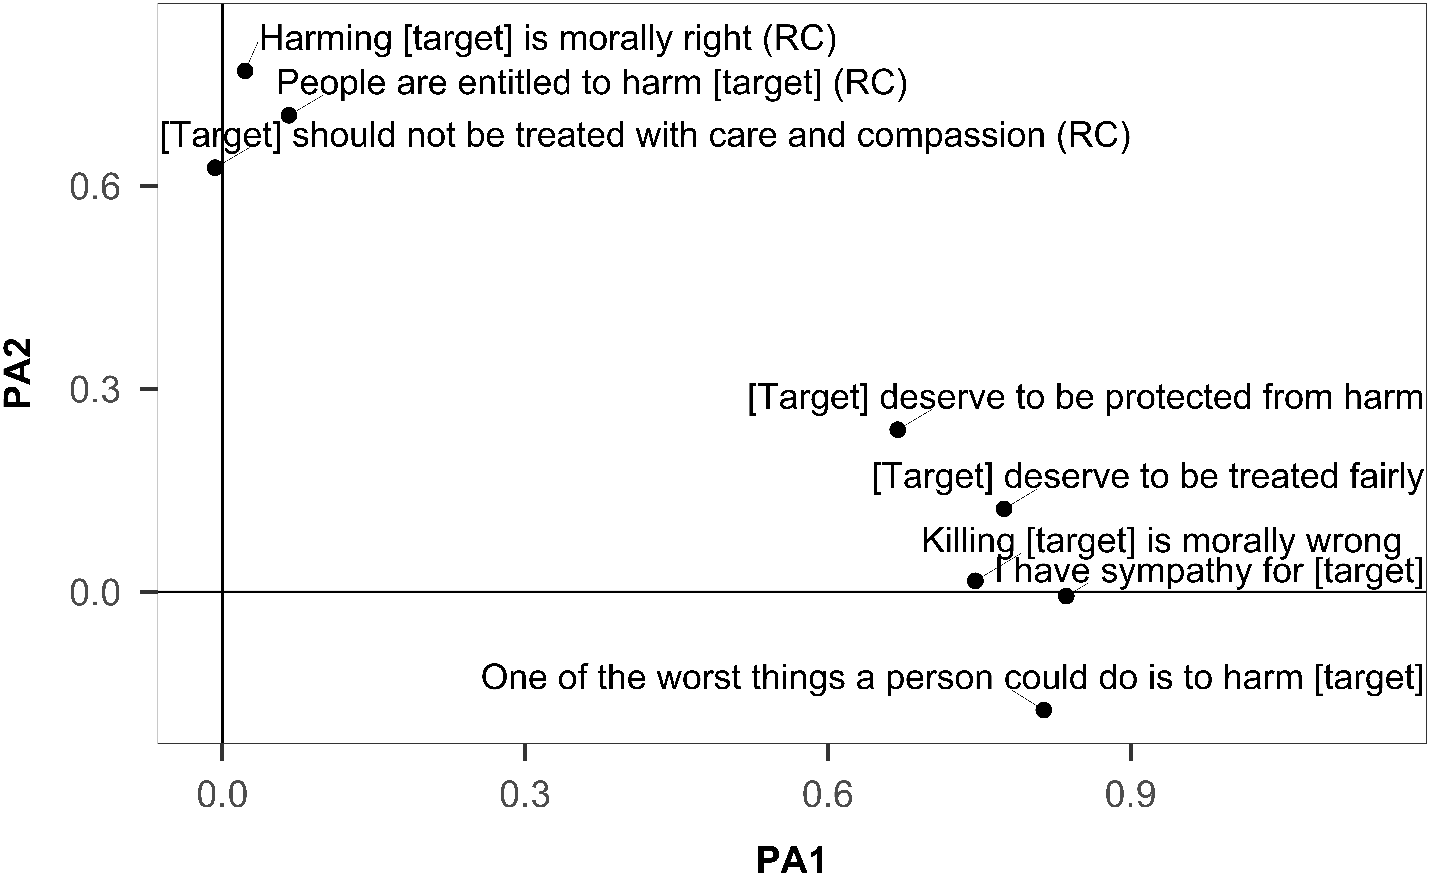 Harming [target] is morally right (RC)
People are entitled to harm [target] (RC)
[Target] should not be treated with care and compassion (RC)
0.6
PA2
0.3
[Target] deserve to be protected from harm
[Target] deserve to be treated fairly
Killing [target] is morally wrong
I have sympathy for [target]
0.0
One of the worst things a person could do is to harm [target]
0.0 0.3 0.6 0.9
PA1